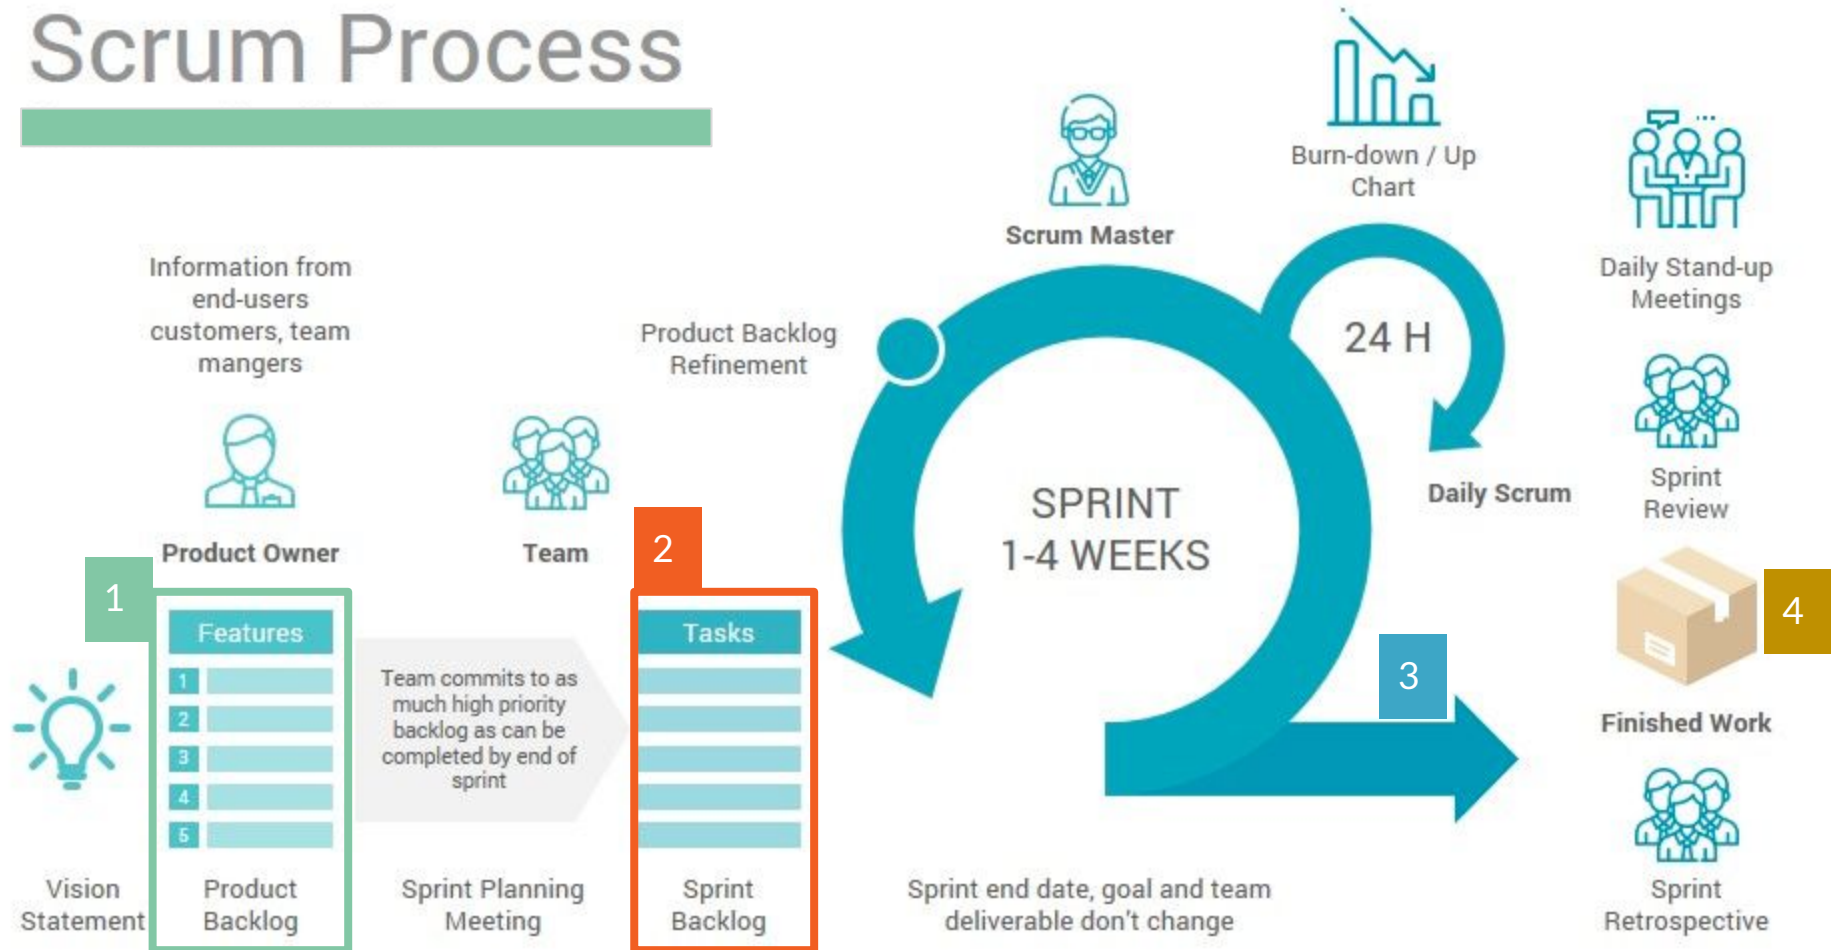 Scrum Process
Burn-down / Up
Chart
Scrum Master
Daily Stand-up
Meetings
Information from
end-users
customers, team
mangers
Product Backlog
Refinement
24 H
Sprint
Review
Daily Scrum
SPRINT
1-4 WEEKS
Product Owner
Team
1
2
3
4
Features
1
2
3
4
5
Team commits to as
much high priority
backlog as can be
completed by end of
sprint
Tasks
Finished Work
Vision
Statement
Product
Backlog
Sprint Planning
Meeting
Sprint
Backlog
Sprint end date, goal and team
deliverable don't change
Sprint
Retrospective